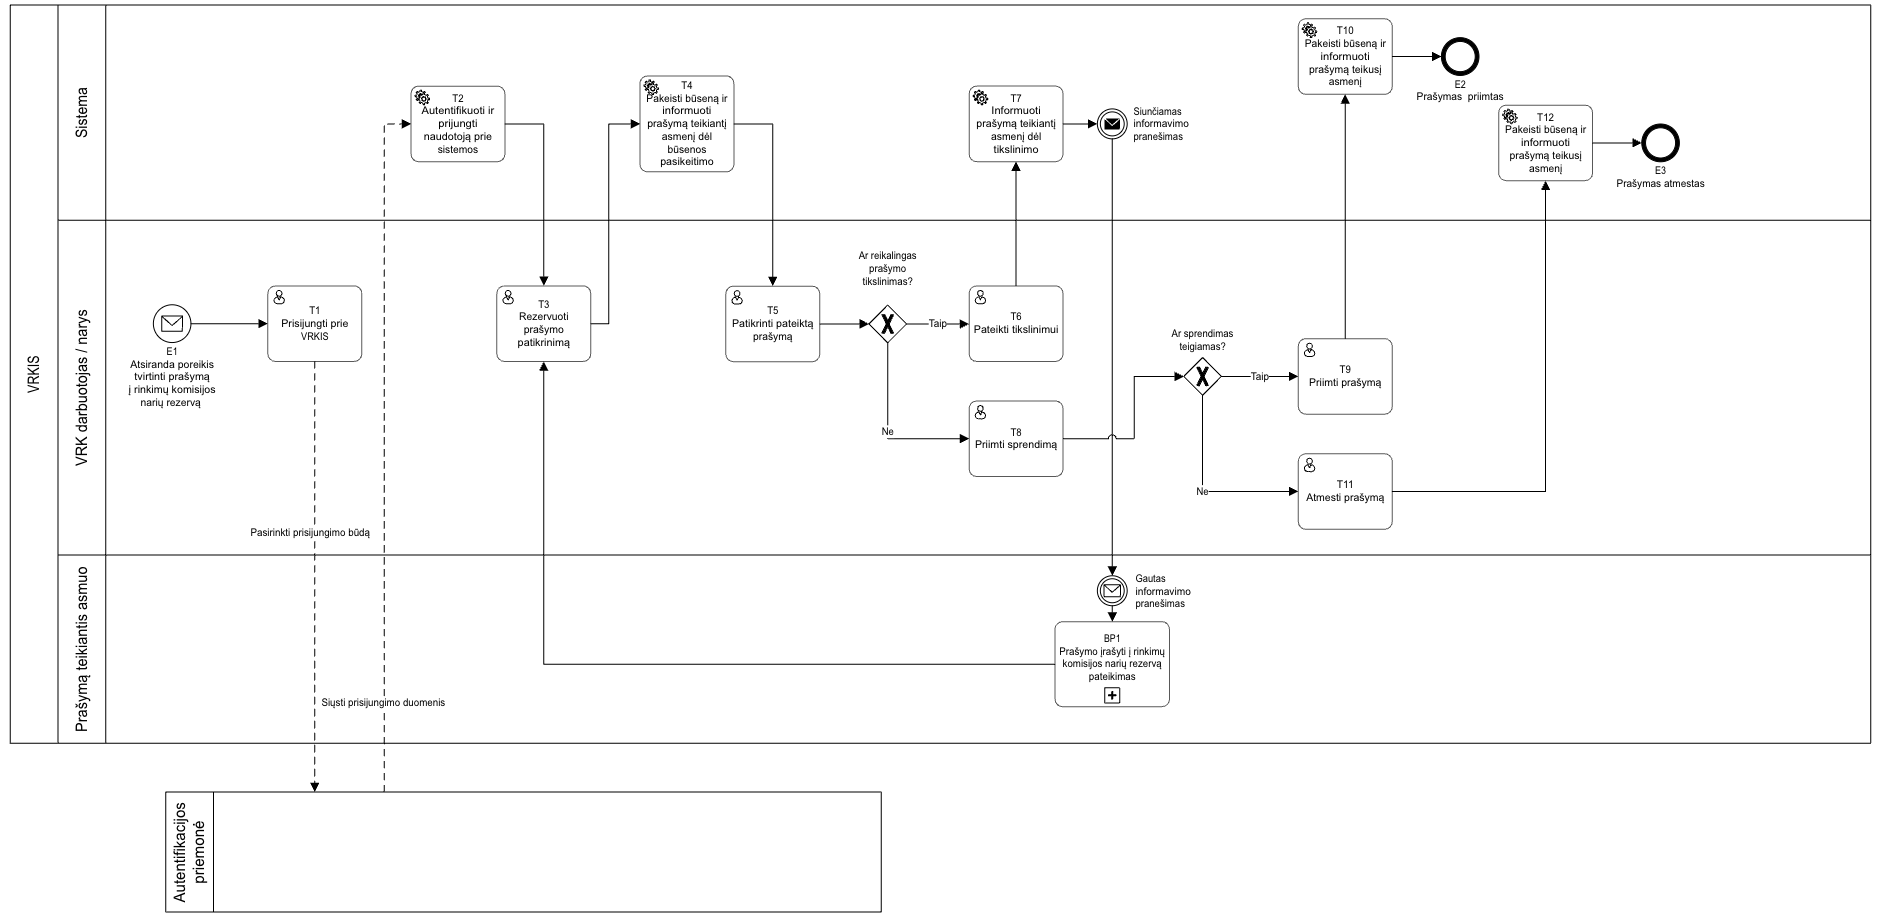 VRKIS
Sistema
T2
Autentifikuoti ir
prijungti
naudotoją prie
sistemos
T4
Pakeisti būseną ir
informuoti
prašymą teikiantį
asmenį dėl
būsenos
pasikeitimo
T7
Informuoti
prašymą teikiantį
asmenį dėl
tikslinimo
Siunčiamas
informavimo
pranešimas
T10
Pakeisti būseną ir
informuoti
prašymą teikusį
asmenį
E2
Prašymas priimtas
T12
Pakeisti būseną ir
informuoti
prašymą teikusį
asmenį
E3
Prašymas atmestas
VRK darbuotojas / narys
E1
Atsiranda poreikis
tvirtinti prašymą
į rinkimų komisijos
narių rezervą
T1
Prisijungti prie
VRKIS
T3
Rezervuoti
prašymo
patikrinimą
T5
Patikrinti pateiktą
prašymą
Ar reikalingas
prašymo
tikslinimas?
Taip
Ne
T6
Pateikti tikslinimui
T8
Priimti sprendimą
Ar sprendimas
teigiamas?
Taip
Ne
T9
Priimti prašymą
T11
Atmesti prašymą
Pasirinkti prisijungimo būdą
Prašymą teikiantis asmuo
Gautas
informavimo
pranešimas
BP1
Prašymo įrašyti į rinkimų
komisijos narių rezervą
pateikimas
Siųsti prisijungimo duomenis
Autentifikacijos
priemonė